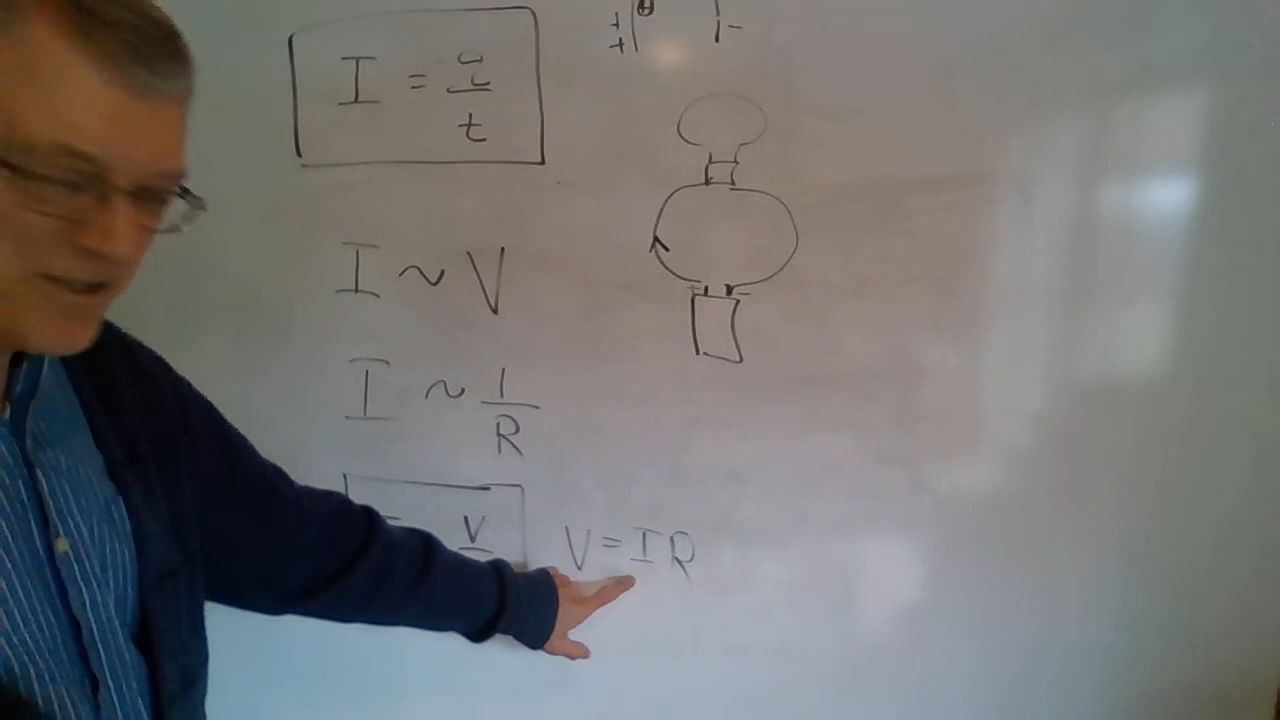 I = q/t
I ~ V
I ~ 1/R
V
V = IR